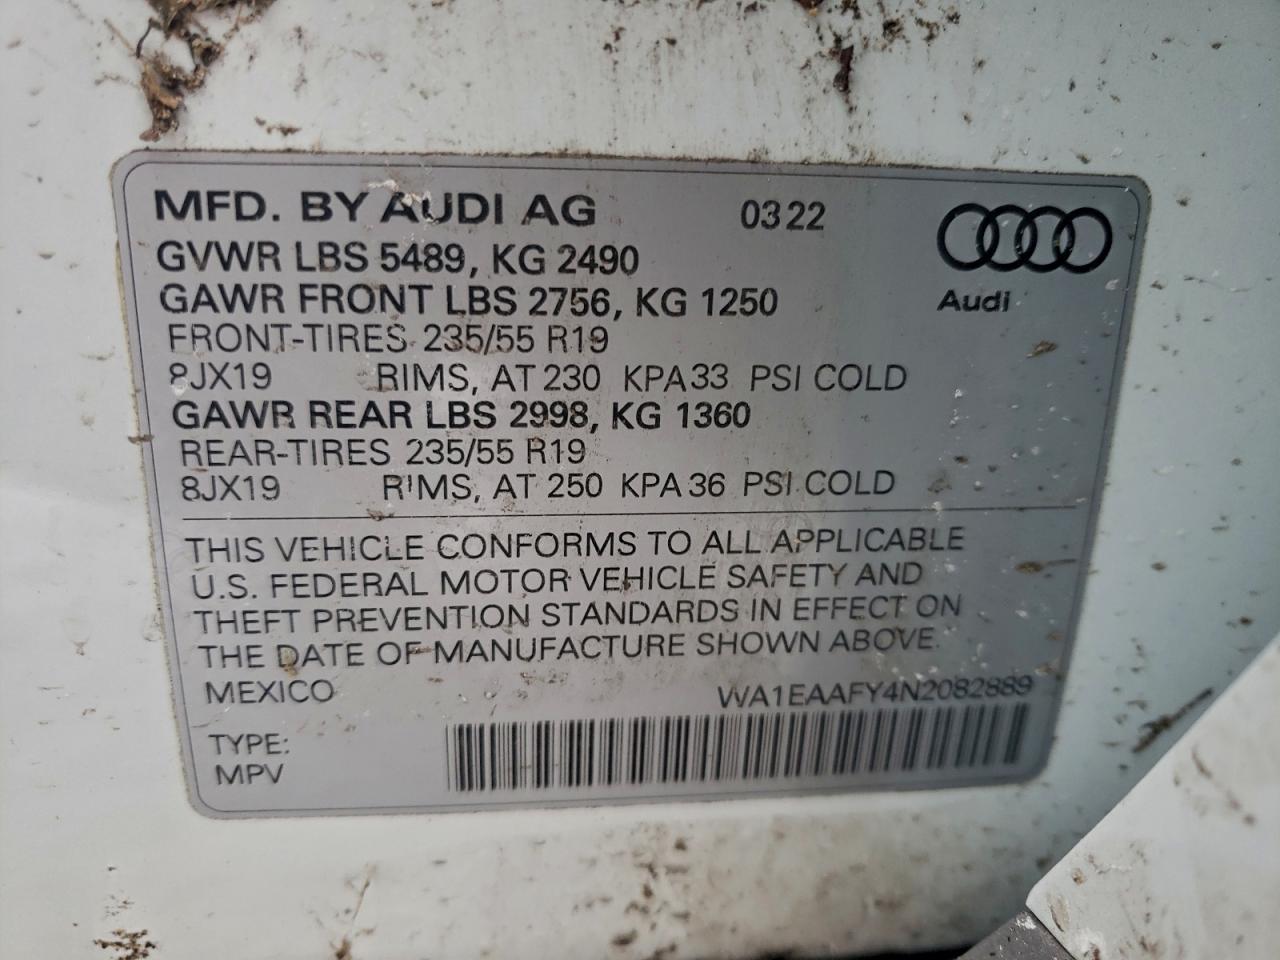 MFD. BY AUDI AG 03 22
GVWR LBS 5489, KG 2490
GAWR FRONT LBS 2756, KG 1250
Audi
FRONT-TIRES 235/55 R19
8JX19 RIMS, AT 230 KPA 33 PSI COLD
GAWR REAR LBS 2998, KG 1360
REAR-TIRES 235/55 R19
8JX19 RIMS, AT 250 KPA 36 PSI COLD
THIS VEHICLE CONFORMS TO ALL APPLICABLE
U.S. FEDERAL MOTOR VEHICLE SAFETY AND
THEFT PREVENTION STANDARDS IN EFFECT ON
THE DATE OF MANUFACTURE SHOWN ABOVE.
MEXICO WA1EAAFY4N2082889
TYPE:
MPV